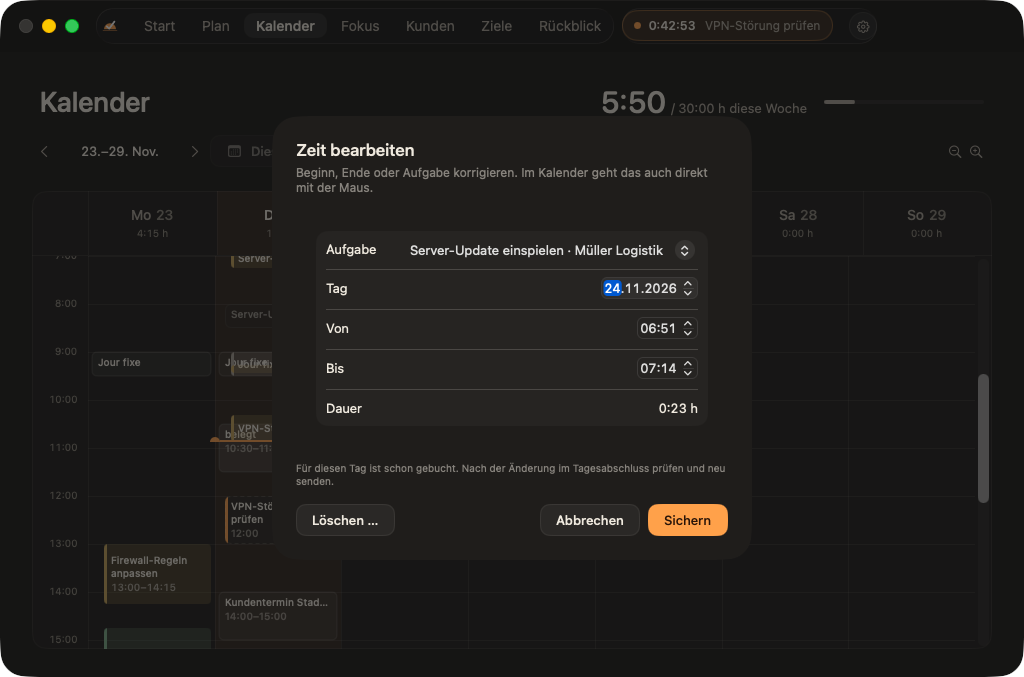 Start Plan Kalender Fokus Kunden Ziele Rückblick 0:42:53 VPN-Störung prüfen
Kalender
5:50 / 30:00 h diese Woche
23.–29. Nov.
Mo 23
4:15 h
Sa 28
0:00 h
So 29
0:00 h
Zeit bearbeiten
Beginn, Ende oder Aufgabe korrigieren. Im Kalender geht das auch direkt
mit der Maus.
Aufgabe Server-Update einspielen · Müller Logistik
Tag 24.11.2026
Von 06:51
Bis 07:14
Dauer 0:23 h
Für diesen Tag ist schon gebucht. Nach der Änderung im Tagesabschluss prüfen und neu
senden.
Löschen ... Abbrechen Sichern
8:00
9:00
Jour fixe
10:00
belegt
11:00
10:30–11:
12:00
VPN-Stö
prüfen
12:00
13:00
Firewall-Regeln
anpassen
13:00–14:15
14:00
Kundentermin Stad...
14:00–15:00
15:00